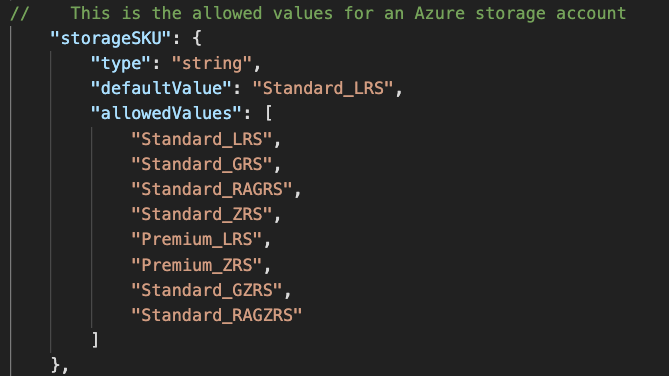 //    This is the allowed values for an Azure storage account
"storageSKU": {
"type": "string",
"defaultValue": "Standard_LRS",
"allowedValues": [
"Standard_LRS",
"Standard_GRS",
"Standard_RAGRS",
"Standard_ZRS",
"Premium_LRS",
"Premium_ZRS",
"Standard_GZRS",
"Standard_RAGZRS"
]
},